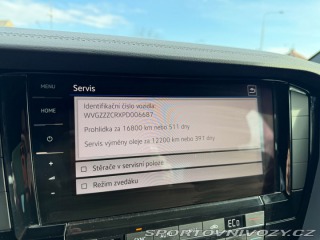 MENU
Servis
HOME
Identifikační číslo vozidla:
WVGZZZCRXPD006687
Prohlídka za 16800 km nebo 511 dny
Servis výměny oleje za 12200 km nebo 391 dny
Stěrače v servisní poloze
Režim zvedáku
+
-
ECO
SPORTOVNIVOZY.CZ